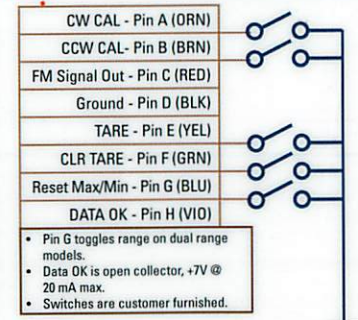 CW CAL - Pin A (ORN)
CCW CAL- Pin B (BRN)
FM Signal Out - Pin C (RED)
Ground - Pin D (BLK)
TARE - Pin E (YEL)
CLR TARE - Pin F (GRN)
Reset Max/Min - Pin G (BLU)
DATA OK - Pin H (VIO)
• Pin G toggles range on dual range
models.
• Data OK is open collector, +7V @
20 mA max.
• Switches are customer furnished.